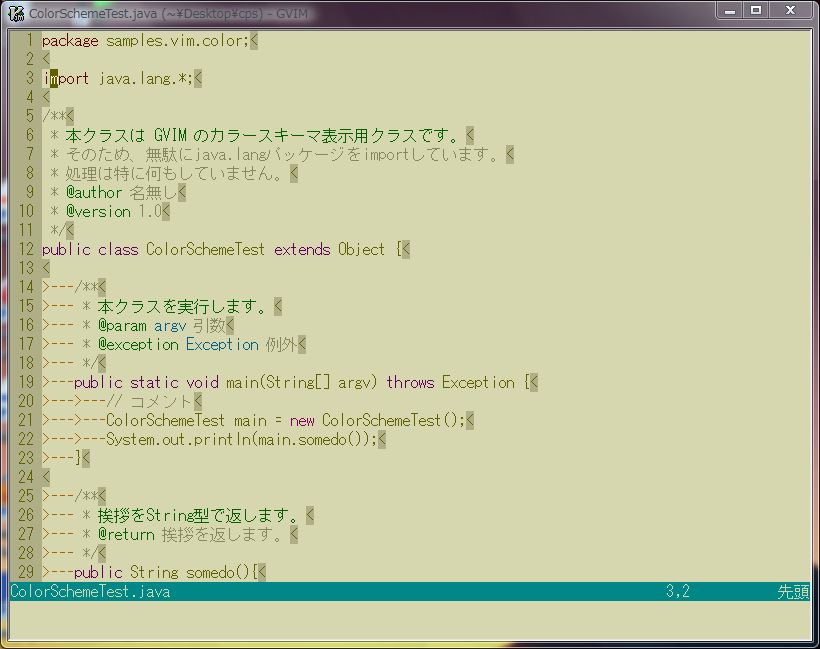 ColorSchemeTest.java (~¥Desktop¥cps) - GVIM
1 package samples.vim.color;<
2 <
3 import java.lang.*;<
4 <
5 /**<
6  * 本クラスは GVIM のカラースキーマ表示用クラスです。<
7  * そのため、無駄にjava.langパッケージをimportしています。<
8  * 処理は特に何もしていません。<
9  * @author 名無し<
10  * @version 1.0<
11  */<
12 public class ColorSchemeTest extends Object {<
13 <
14 >---/**<
15 >--- * 本クラスを実行します。<
16 >--- * @param argv 引数<
17 >--- * @exception Exception 例外<
18 >--- */<
19 >---public static void main(String[] argv) throws Exception {<
20 >--->---// コメント<
21 >--->---ColorSchemeTest main = new ColorSchemeTest();<
22 >--->---System.out.println(main.somedo());<
23 >---}<
24 <
25 >---/**<
26 >--- * 挨拶をString型で返します。<
27 >--- * @return 挨拶を返します。<
28 >--- */<
29 >---public String somedo(){<
ColorSchemeTest.java 3,2 先頭